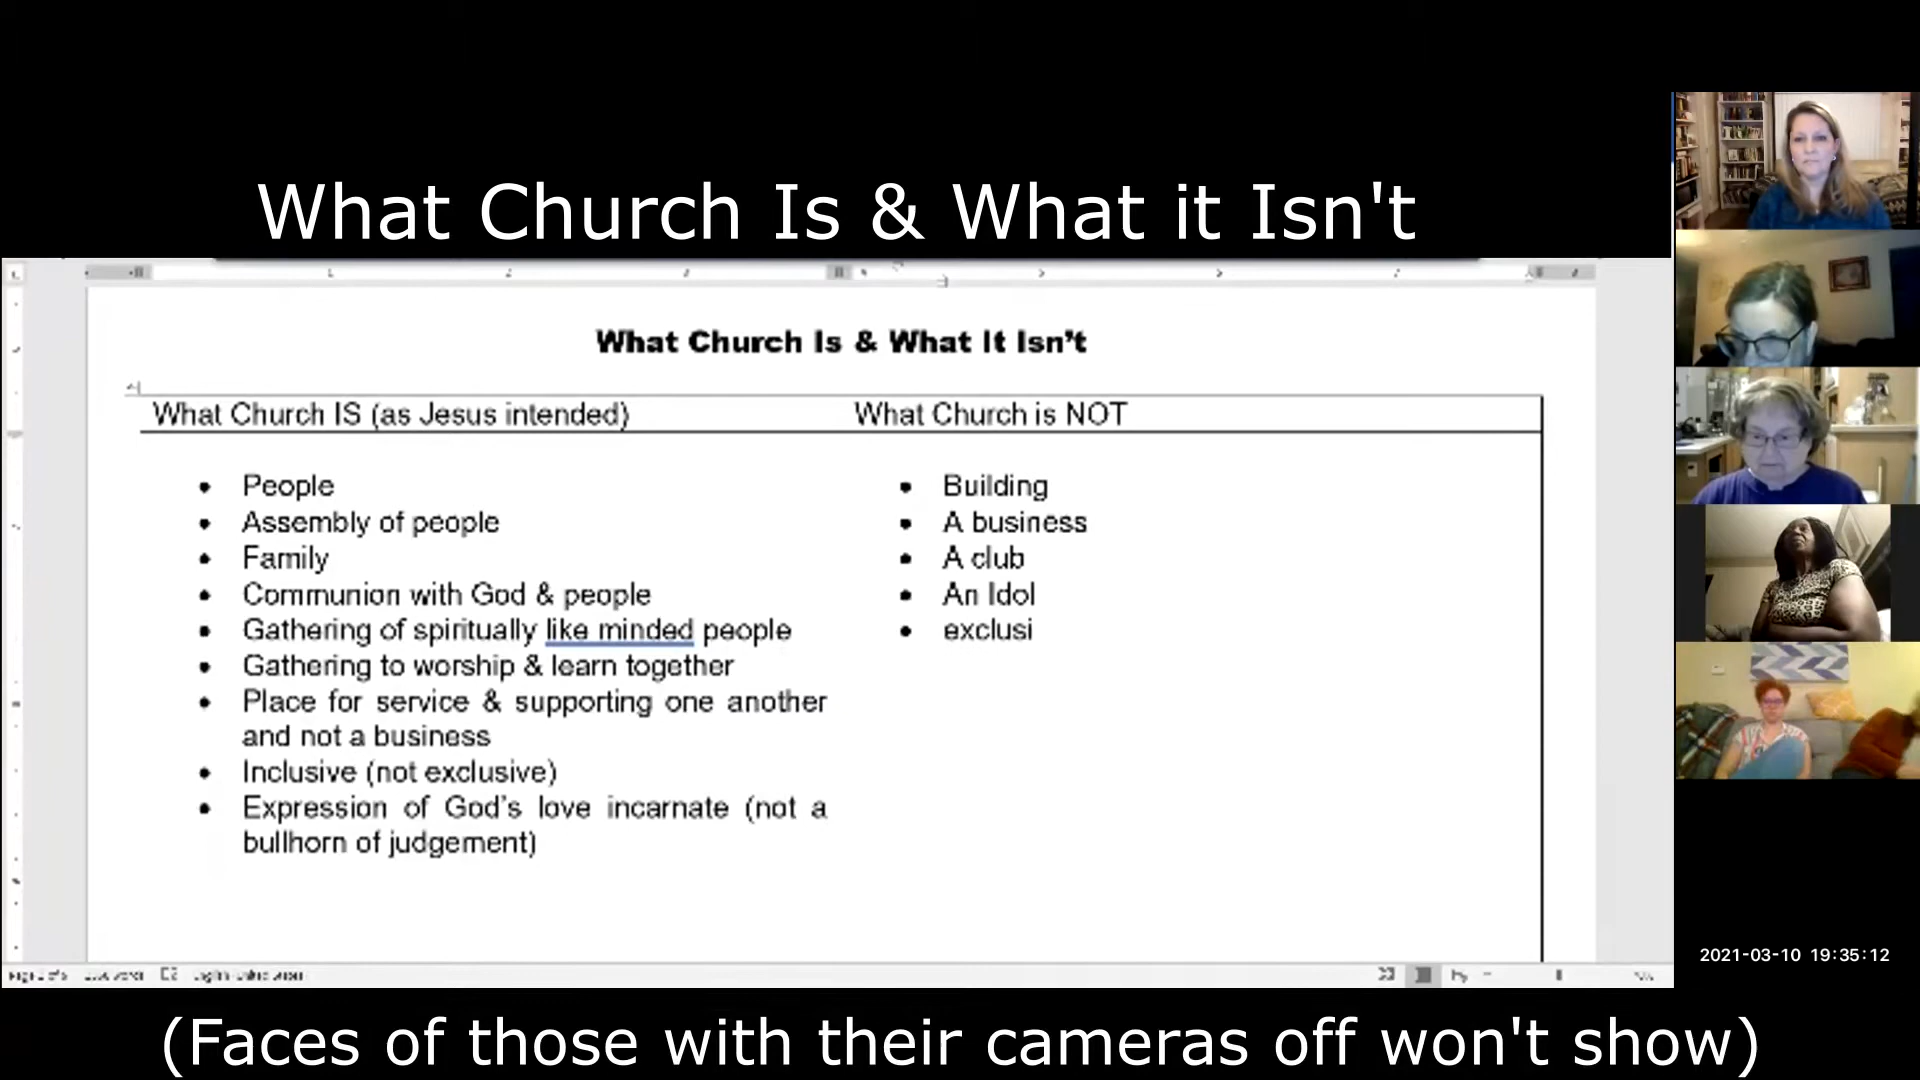 What Church Is & What it Isn't
What Church Is & What It Isn't
What Church IS (as Jesus intended)
What Church is NOT
People
Assembly of people
Family
Communion with God & people
Gathering of spiritually like minded people
Gathering to worship & learn together
Place for service & supporting one another
and not a business
Inclusive (not exclusive)
Expression of God's love incarnate (not a
bullhorn of judgement)
Building
A business
A club
An Idol
exclusi
2021-03-10 19:35:12
(Faces of those with their cameras off won't show)